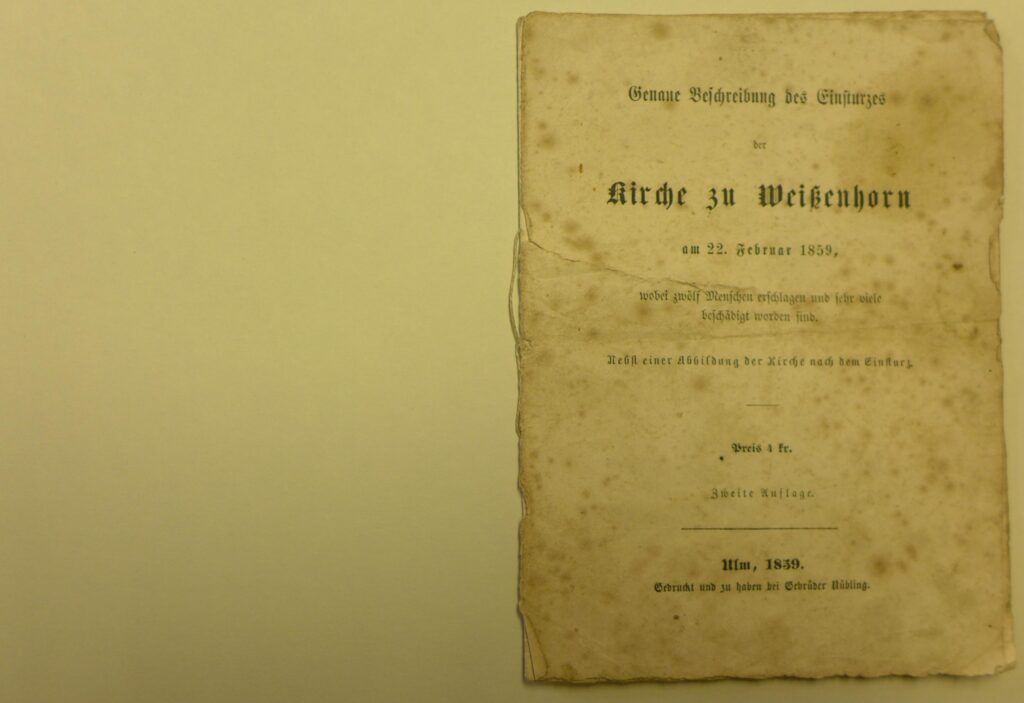 Genaue Beschreibung des Einsturzes
der
Kirche zu Weißenhorn
am 22. Februar 1859,
wobei zwölf Menschen erschlagen und sehr viele
beschädigt worden sind.
Nebst einer Abbildung der Kirche nach dem Einsturz.
Preis 4 kr.
Zweite Auflage.
Ulm, 1859.
Gedruckt und zu haben bei Gebrüder Nübling.